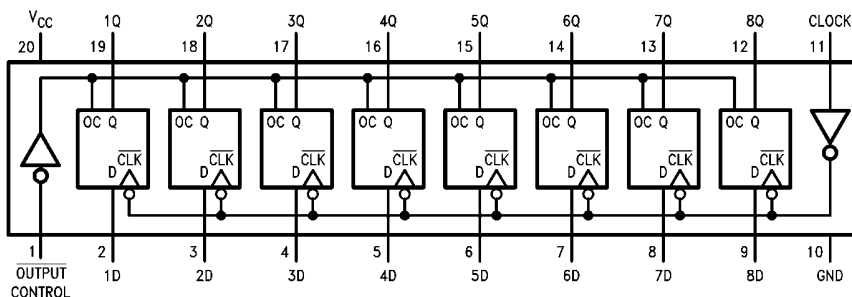 V_CC 1Q 2Q 3Q 4Q 5Q 6Q 7Q 8Q CLOCK
20 19 18 17 16 15 14 13 12 11
OC Q OC Q OC Q OC Q OC Q OC Q OC Q OC Q
CLK CLK CLK CLK CLK CLK CLK CLK
D D D D D D D D
1 2 3 4 5 6 7 8 9 10
OUTPUT 1D 2D 3D 4D 5D 6D 7D 8D GND
CONTROL